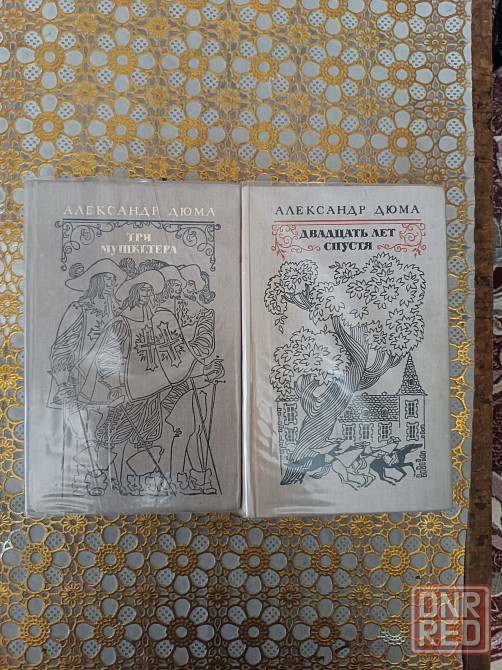 АЛЕКСАНДР ДЮМА
ТРИ
МУШКЕТЕРА
АЛЕКСАНДР ДЮМА
ДВАДЦАТЬ ЛЕТ
СПУСТЯ
DNR
RED